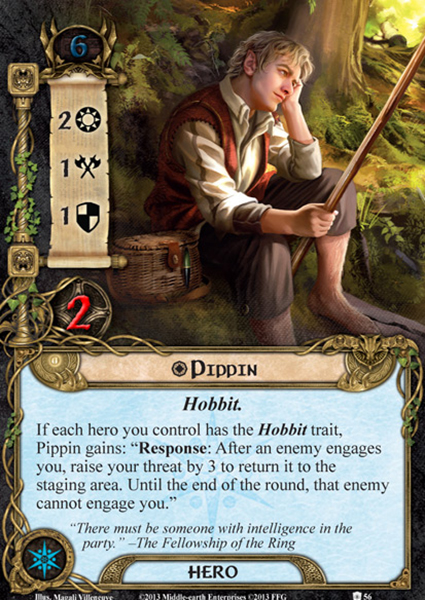 6
2
1
1
2
Pippin
Hobbit.
If each hero you control has the Hobbit trait,
Pippin gains: “Response: After an enemy engages
you, raise your threat by 3 to return it to the
staging area. Until the end of the round, that enemy
cannot engage you.”
“There must be someone with intelligence in the
party.” –The Fellowship of the Ring
HERO
Illus. Magali Villeneuve ©2013 Middle-earth Enterprises ©2013 FFG 56